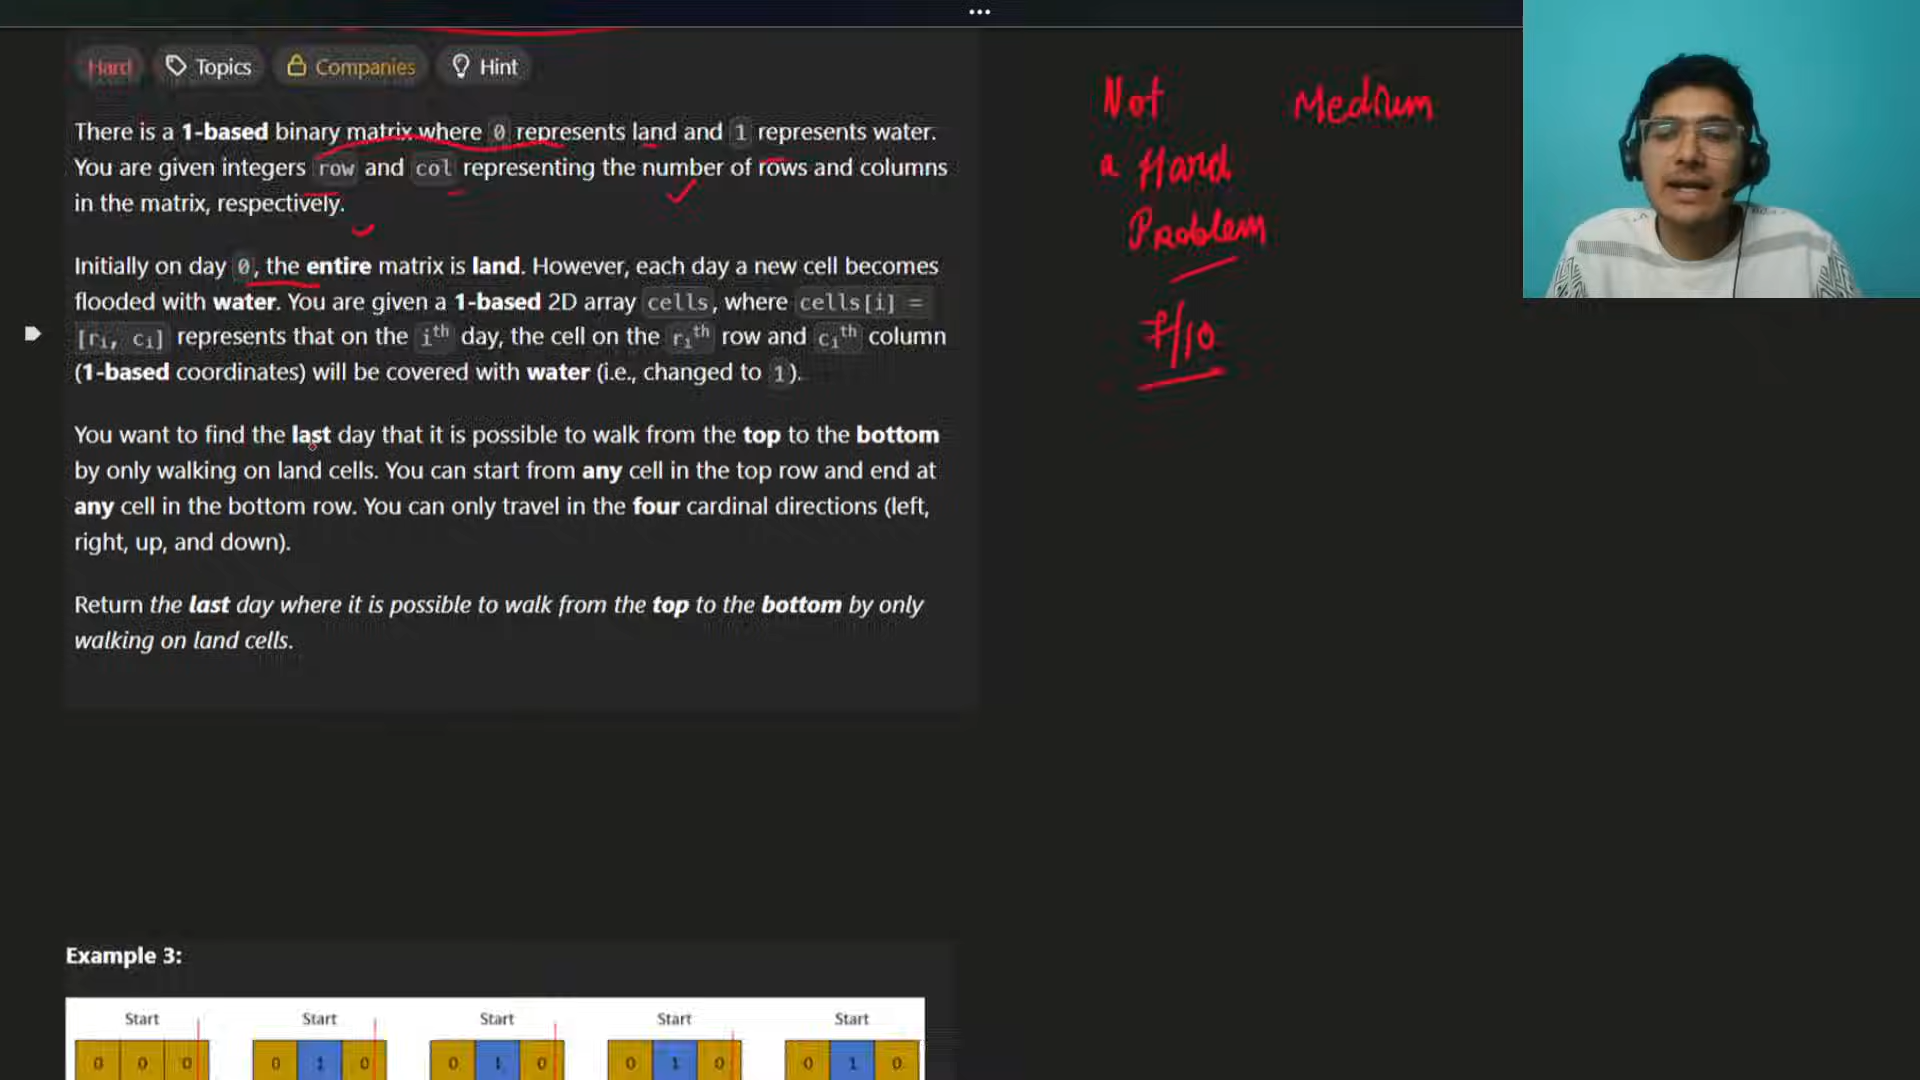 Hard Topics Companies Hint
There is a 1-based binary matrix where 0 represents land and 1 represents water.
You are given integers row and col representing the number of rows and columns
in the matrix, respectively.
Initially on day 0, the entire matrix is land. However, each day a new cell becomes
flooded with water. You are given a 1-based 2D array cells, where cells[i] =
[rᵢ, cᵢ] represents that on the iᵗʰ day, the cell on the rᵢᵗʰ row and cᵢᵗʰ column
(1-based coordinates) will be covered with water (i.e., changed to 1).
You want to find the last day that it is possible to walk from the top to the bottom
by only walking on land cells. You can start from any cell in the top row and end at
any cell in the bottom row. You can only travel in the four cardinal directions (left,
right, up, and down).
Return the last day where it is possible to walk from the top to the bottom by only
walking on land cells.
Example 3:
Start Start Start Start Start
0 0 0 0 1 0 0 1 0 0 1 0 0 1 0
Not Medium
a Hard
Problem
7/10